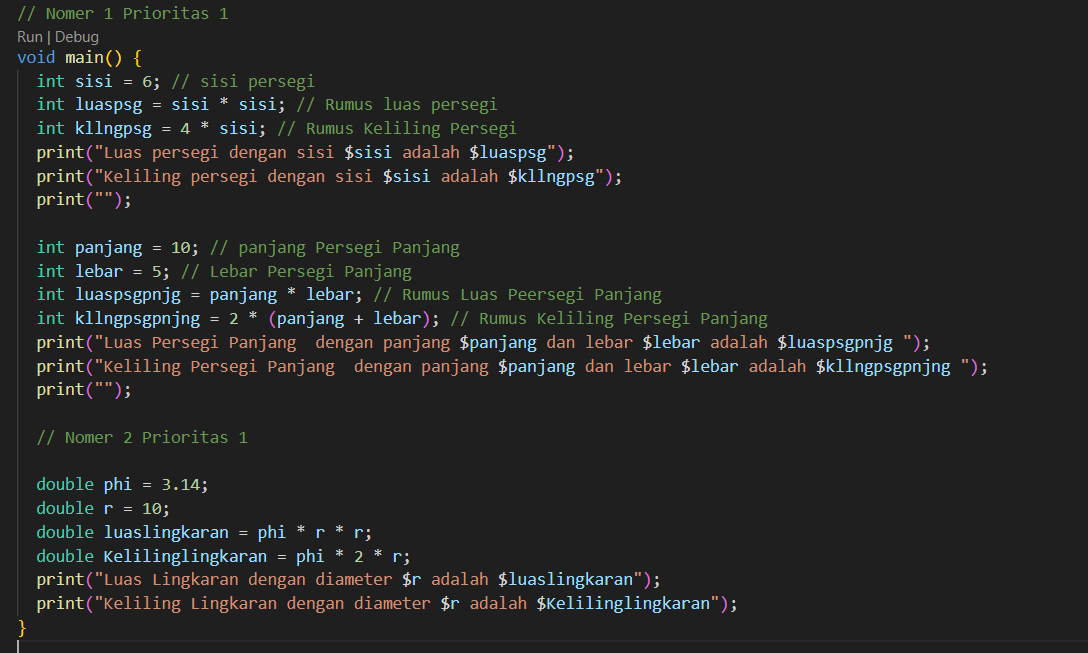 // Nomer 1 Prioritas 1
Run | Debug
void main() {
  int sisi = 6; // sisi persegi
  int luaspsg = sisi * sisi; // Rumus luas persegi
  int kllngpsg = 4 * sisi; // Rumus Keliling Persegi
  print("Luas persegi dengan sisi $sisi adalah $luaspsg");
  print("Keliling persegi dengan sisi $sisi adalah $kllngpsg");
  print("");

  int panjang = 10; // panjang Persegi Panjang
  int lebar = 5; // Lebar Persegi Panjang
  int luaspsgpnjg = panjang * lebar; // Rumus Luas Peersegi Panjang
  int kllngpsgpnjng = 2 * (panjang + lebar); // Rumus Keliling Persegi Panjang
  print("Luas Persegi Panjang  dengan panjang $panjang dan lebar $lebar adalah $luaspsgpnjg ");
  print("Keliling Persegi Panjang  dengan panjang $panjang dan lebar $lebar adalah $kllngpsgpnjng ");
  print("");

  // Nomer 2 Prioritas 1

  double phi = 3.14;
  double r = 10;
  double luaslingkaran = phi * r * r;
  double Kelilinglingkaran = phi * 2 * r;
  print("Luas Lingkaran dengan diameter $r adalah $luaslingkaran");
  print("Keliling Lingkaran dengan diameter $r adalah $Kelilinglingkaran");
}